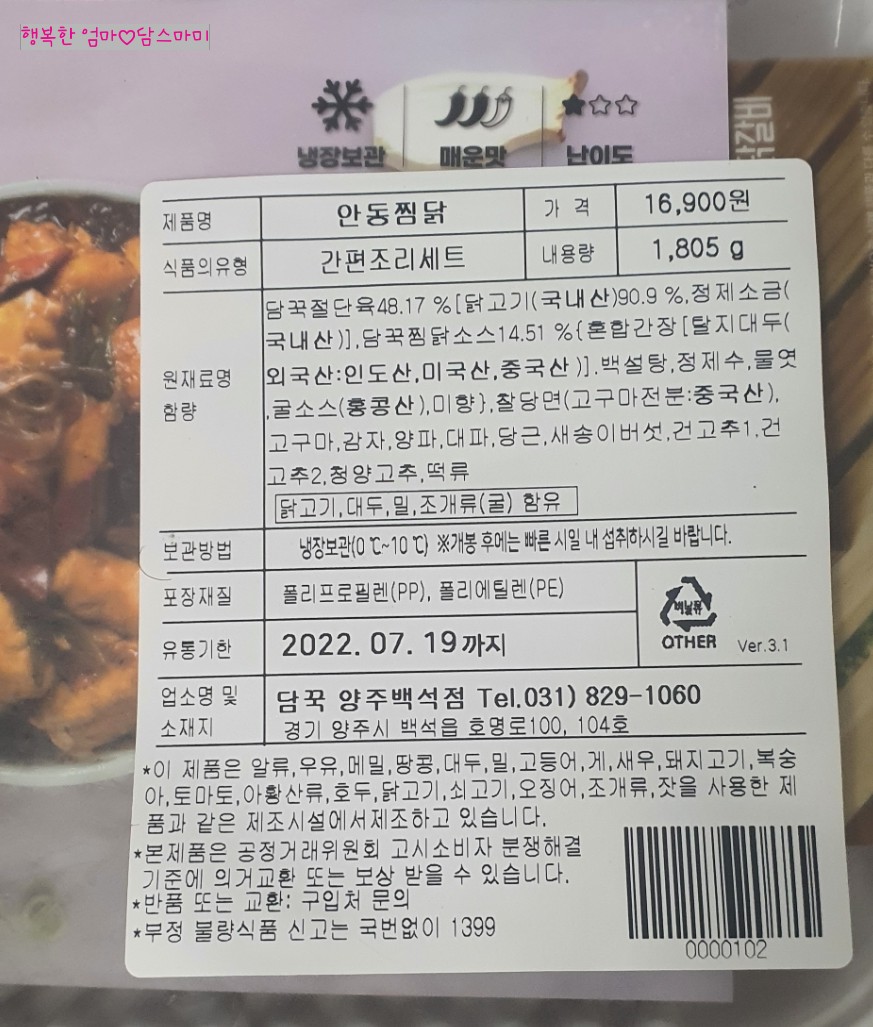 행복한 엄마♡담스마미
냉장보관 매운맛 난이도
닭갈비
제품명 안동찜닭 가 격 16,900원
식품의유형 간편조리세트 내용량 1,805 g
원재료명 함량
담꾹절단육48.17 %[닭고기(국내산)90.9 %,정제소금(
국내산)],담꾹찜닭소스14.51 %{혼합간장[탈지대두(
외국산:인도산,미국산,중국산)],백설탕,정제수,물엿
,굴소스(홍콩산),미향},찰당면(고구마전분:중국산),
고구마,감자,양파,대파,당근,새송이버섯,건고추1,건
고추2,청양고추,떡류
닭고기,대두,밀,조개류(굴) 함유
보관방법 냉장보관(0 ℃~10 ℃) ※개봉 후에는 빠른 시일 내 섭취하시길 바랍니다.
포장재질 폴리프로필렌(PP), 폴리에틸렌(PE)
비닐류
OTHER Ver.3.1
유통기한 2022. 07. 19까지
업소명 및 소재지
담꾹 양주백석점 Tel.031) 829-1060
경기 양주시 백석읍 호명로100, 104호
*이 제품은 알류,우유,메밀,땅콩,대두,밀,고등어,게,새우,돼지고기,복숭
아,토마토,아황산류,호두,닭고기,쇠고기,오징어,조개류,잣을 사용한 제
품과 같은 제조시설에서제조하고 있습니다.
*본제품은 공정거래위원회 고시소비자 분쟁해결
기준에 의거교환 또는 보상 받을 수 있습니다.
*반품 또는 교환: 구입처 문의
*부정 불량식품 신고는 국번없이 1399
0000102